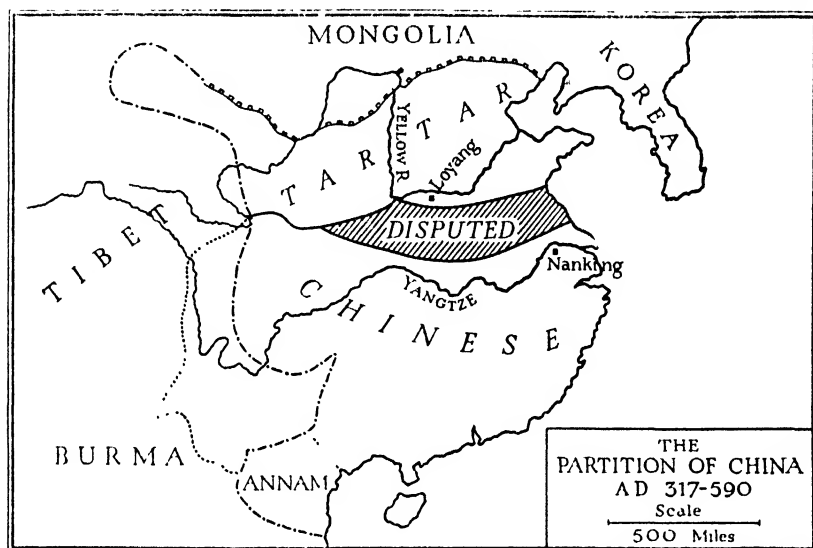 MONGOLIA
KOREA
TARTAR
YELLOW R
Loyang
DISPUTED
TIBET
Nanking
YANGTZE
CHINESE
BURMA
ANNAM
THE
PARTITION OF CHINA
AD 317-590
Scale
500 Miles